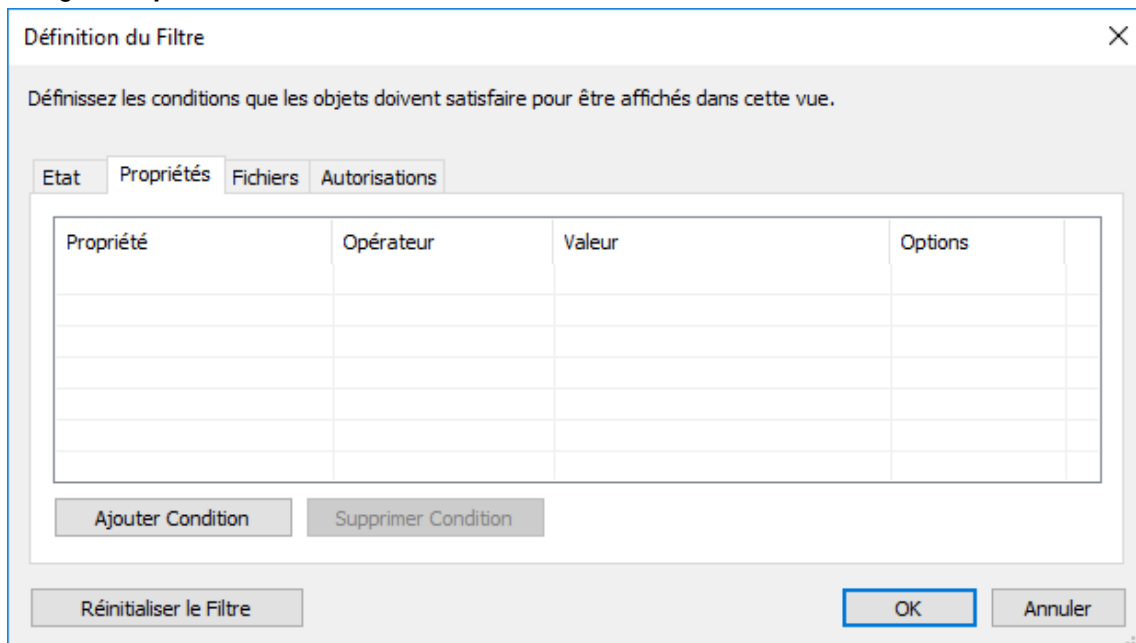 Définition du Filtre
Définissez les conditions que les objets doivent satisfaire pour être affichés dans cette vue.
Etat Propriétés Fichiers Autorisations
Propriété Opérateur Valeur Options
Ajouter Condition Supprimer Condition
Réinitialiser le Filtre OK Annuler